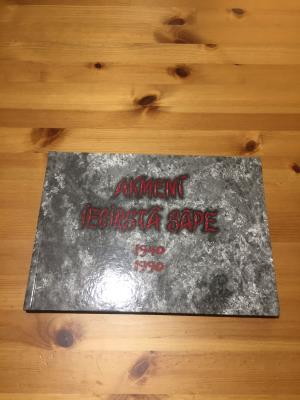 AKMENĪ
IECIRSTĀ SĀPE
1940
1990